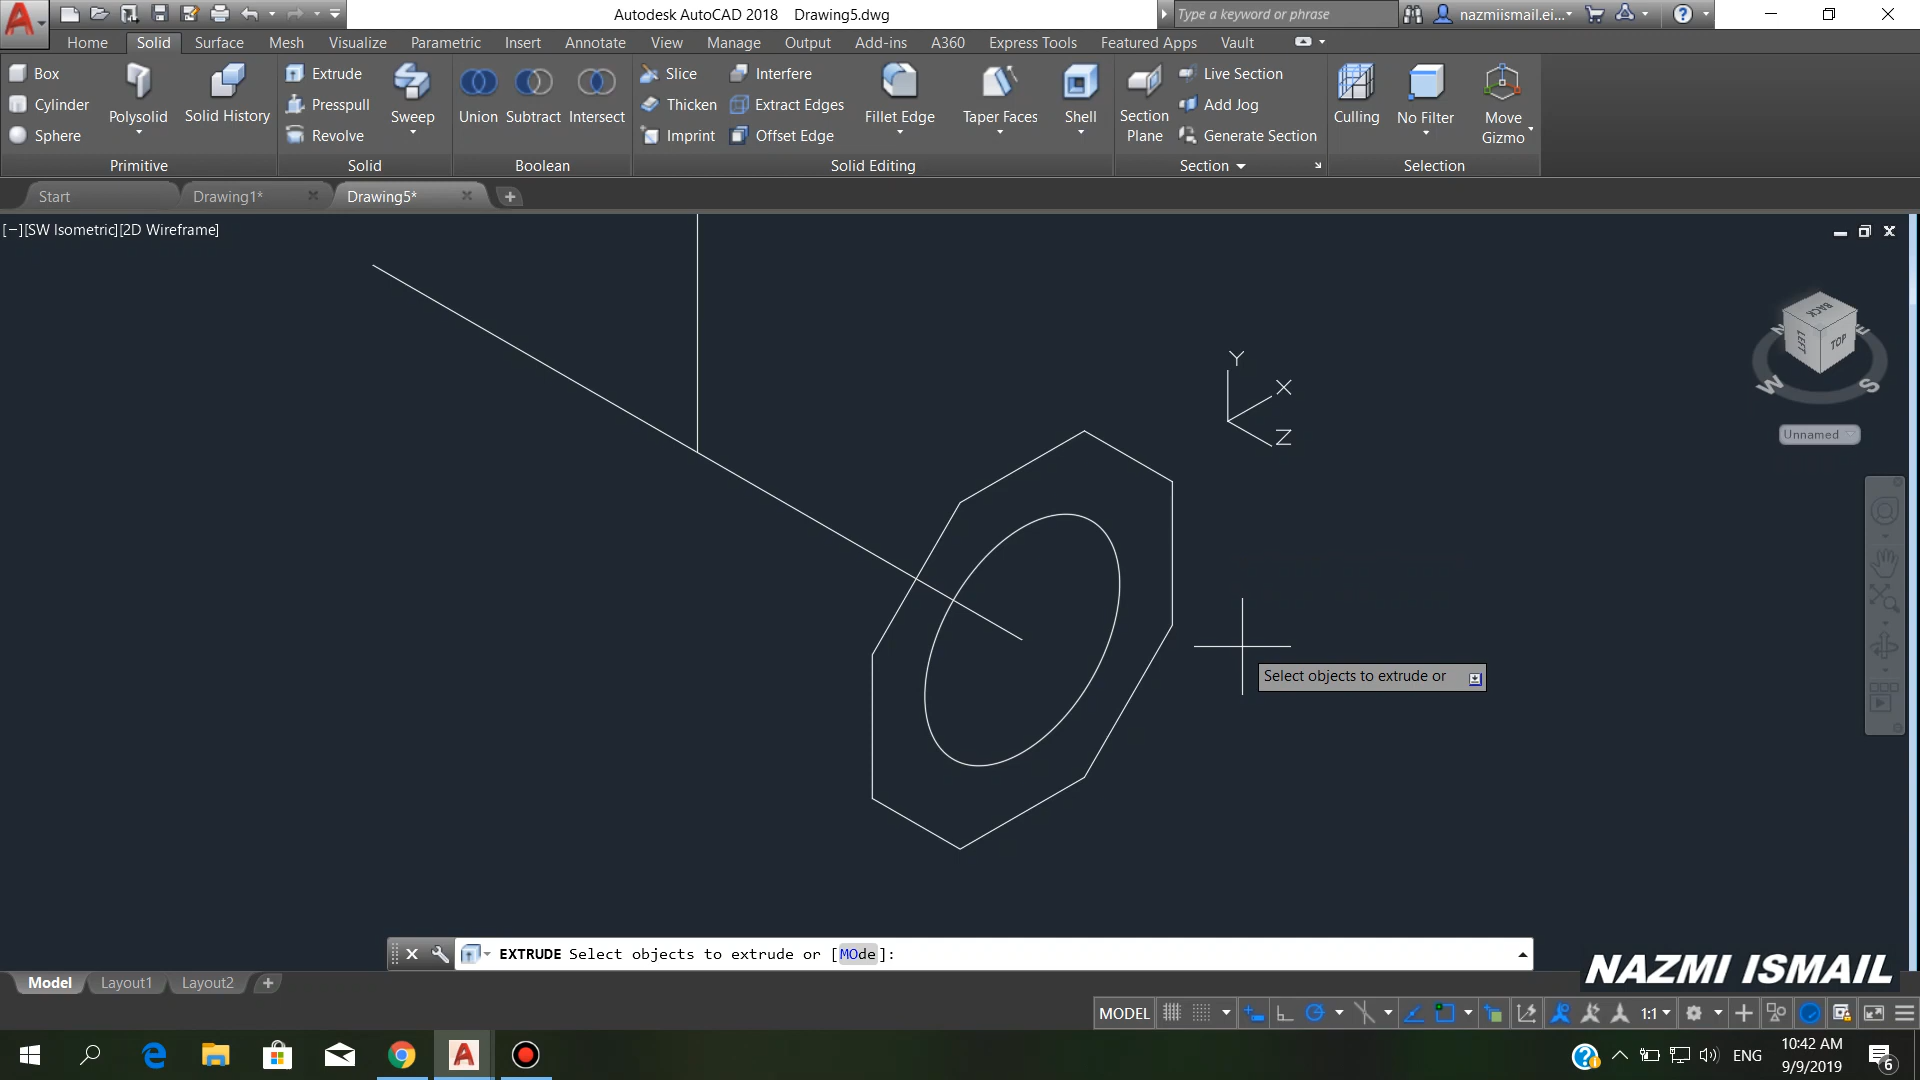 Autodesk AutoCAD 2018 Drawing5.dwg
Type a keyword or phrase
nazmiismail.ei...
Home Solid Surface Mesh Visualize Parametric Insert Annotate View Manage Output Add-ins A360 Express Tools Featured Apps Vault
Box
Cylinder
Sphere
Polysolid
Solid History
Primitive
Extrude
Presspull
Revolve
Sweep
Solid
Union
Subtract
Intersect
Boolean
Slice
Thicken
Imprint
Interfere
Extract Edges
Offset Edge
Fillet Edge
Taper Faces
Shell
Solid Editing
Section
Plane
Live Section
Add Jog
Generate Section
Section
Culling
No Filter
Move
Gizmo
Selection
Start Drawing1* Drawing5*
[−][SW Isometric][2D Wireframe]
BACK
LEFT
TOP
N
E
W
S
Unnamed
Y
X
Z
Select objects to extrude or
EXTRUDE Select objects to extrude or [MOde]:
NAZMI ISMAIL
Model Layout1 Layout2
MODEL
1:1
ENG
10:42 AM
9/9/2019
6